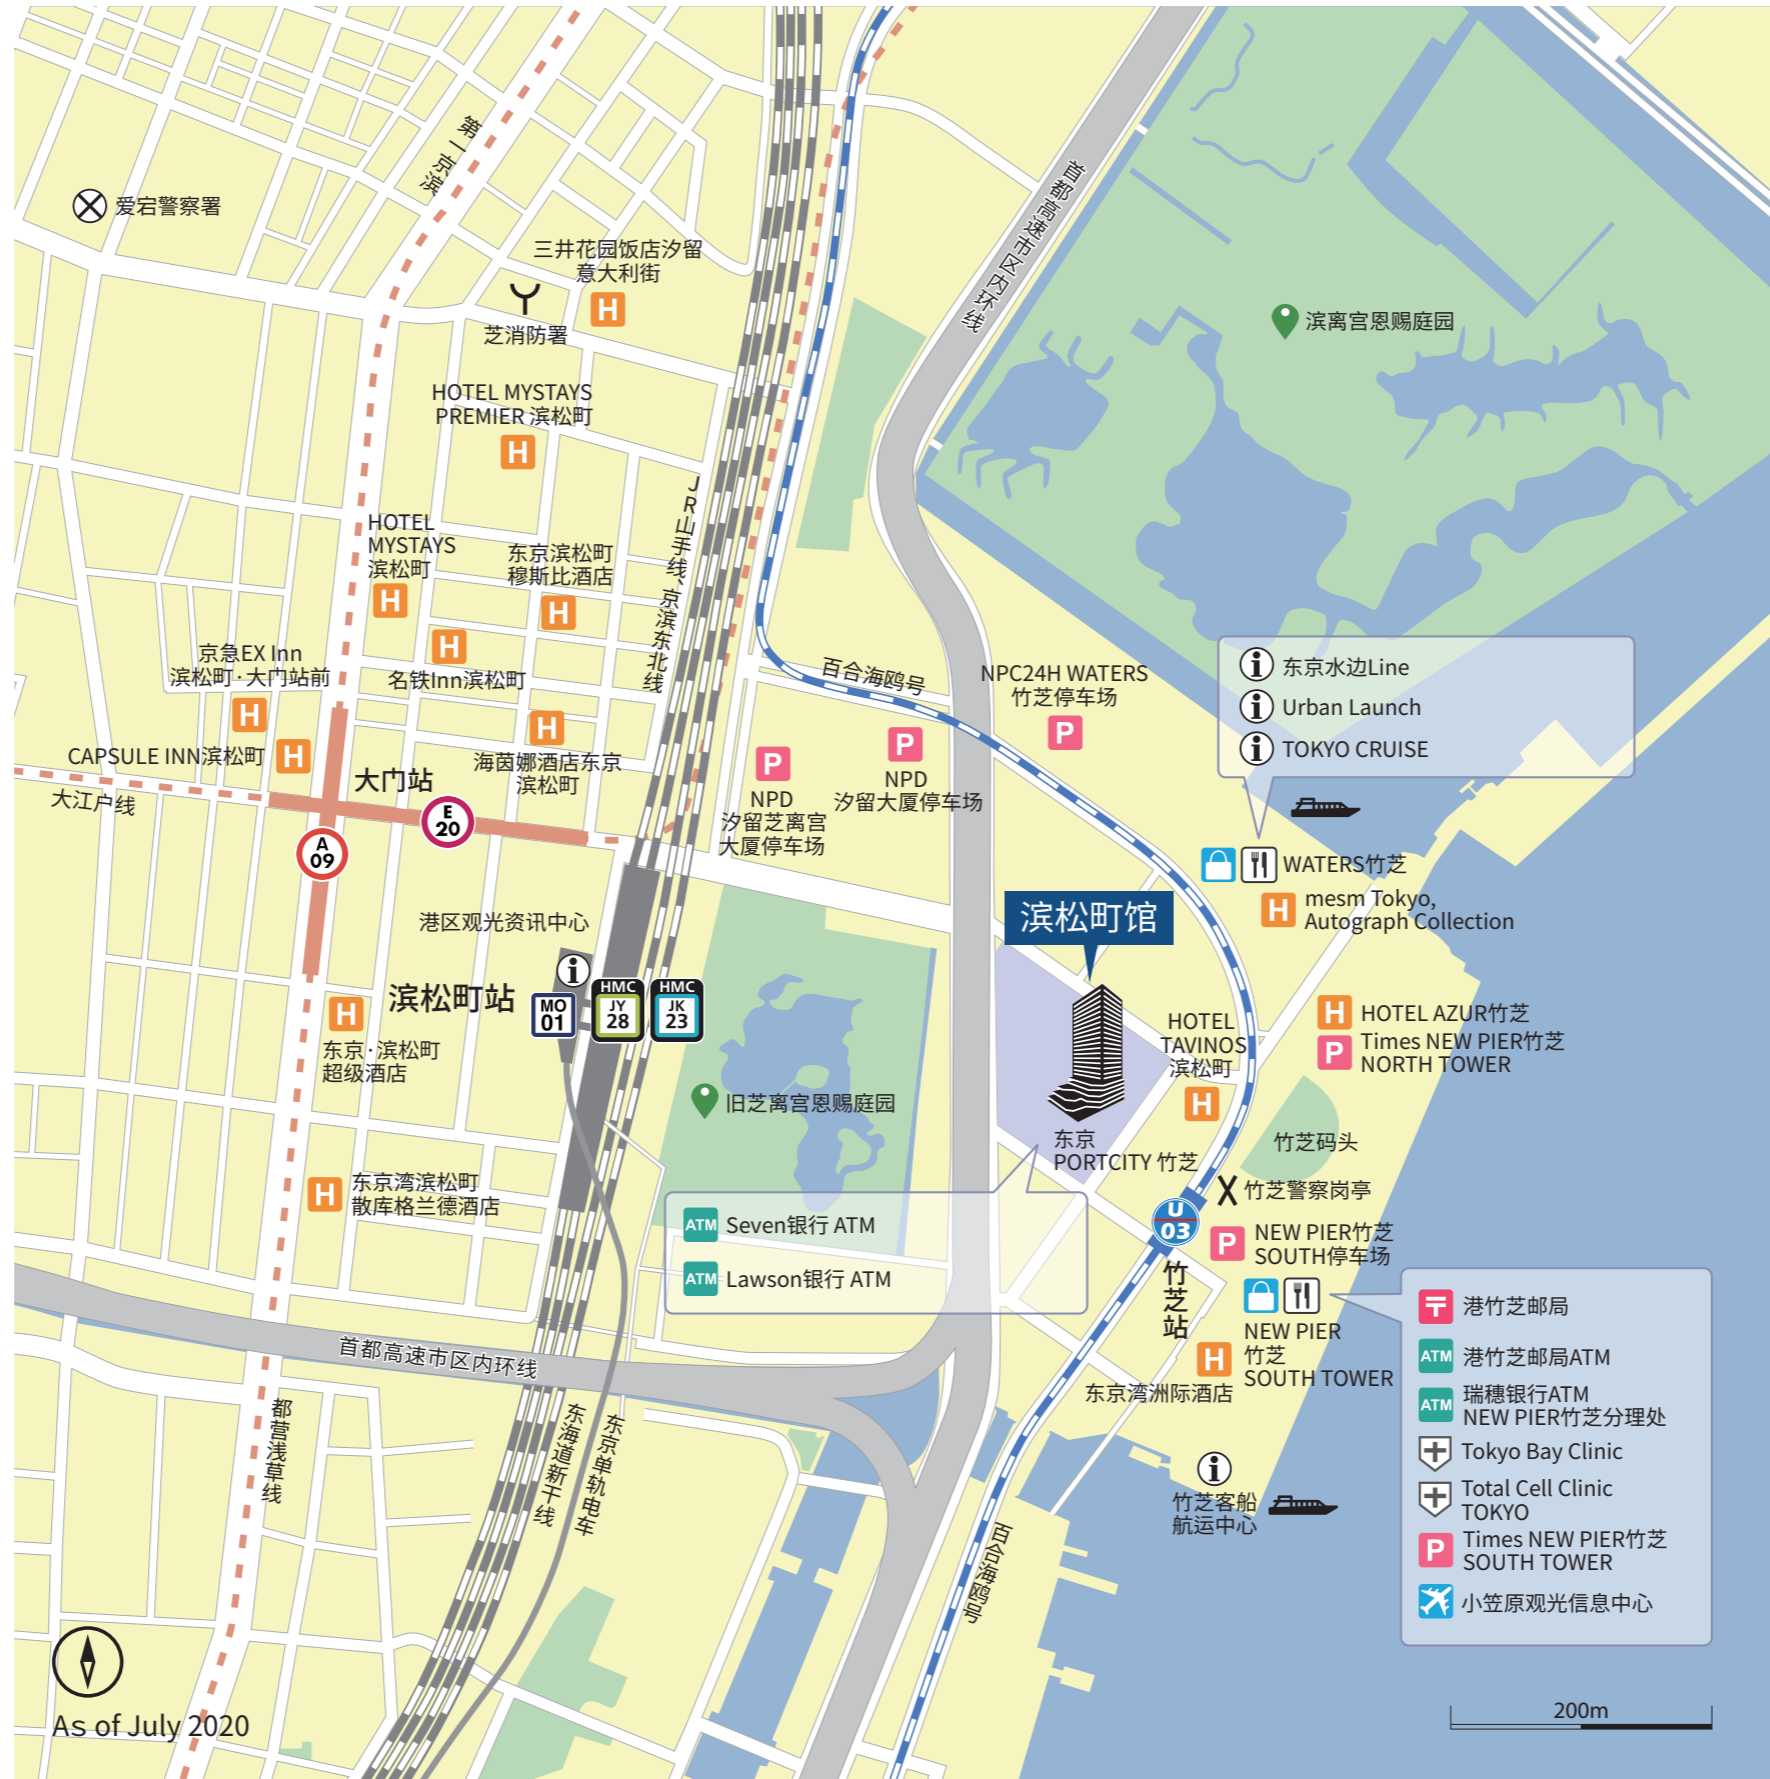 第一京滨
爱宕警察署
三井花园饭店汐留
意大利街
H
芝消防署
首都高速市区内环线
滨离宫恩赐庭园
HOTEL MYSTAYS
PREMIER 滨松町
H
HOTEL
MYSTAYS
滨松町
H
东京滨松町
穆斯比酒店
H
JR山手线、京滨东北线
京急EX Inn
滨松町·大门站前
H
H
名铁Inn滨松町
CAPSULE INN滨松町
H
H
海茵娜酒店东京
滨松町
大门站
大江户线
E
20
A
09
百合海鸥号
NPC24H WATERS
竹芝停车场
P
P
NPD
汐留大厦停车场
P
NPD
汐留芝离宫
大厦停车场
东京水边Line
Urban Launch
TOKYO CRUISE
WATERS竹芝
H
mesm Tokyo,
Autograph Collection
滨松町馆
港区观光资讯中心
滨松町站
MO
01
HMC
JY
28
HMC
JK
23
H
东京·滨松町
超级酒店
H
HOTEL AZUR竹芝
P
Times NEW PIER竹芝
NORTH TOWER
HOTEL
TAVINOS
滨松町
H
旧芝离宫恩赐庭园
东京
PORTCITY 竹芝
竹芝码头
H
东京湾滨松町
散库格兰德酒店
竹芝警察岗亭
ATM
Seven银行 ATM
ATM
Lawson银行 ATM
U
03
竹芝站
P
NEW PIER竹芝
SOUTH停车场
NEW PIER
竹芝
SOUTH TOWER
H
东京湾洲际酒店
港竹芝邮局
ATM
港竹芝邮局ATM
ATM
瑞穗银行ATM
NEW PIER竹芝分理处
Tokyo Bay Clinic
Total Cell Clinic
TOKYO
P
Times NEW PIER竹芝
SOUTH TOWER
小笠原观光信息中心
首都高速市区内环线
都营浅草线
东海道新干线
东京单轨电车
竹芝客船
航运中心
百合海鸥号
As of July 2020
200m